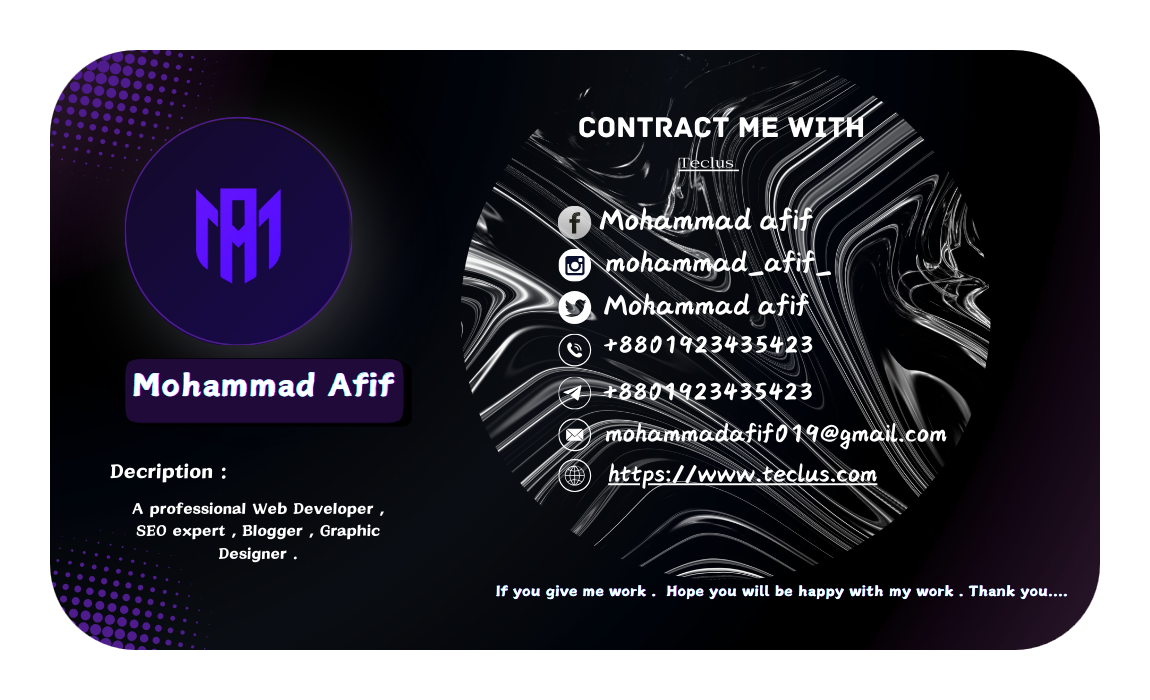 Mohammad Afif
Decription :
A professional Web Developer ,
SEO expert , Blogger , Graphic
Designer .
CONTRACT ME WITH
Teclus
Mohammad afif
mohammad_afif_
Mohammad afif
+8801923435423
+8801923435423
mohammadafif019@gmail.com
https://www.teclus.com
If you give me work .  Hope you will be happy with my work . Thank you....